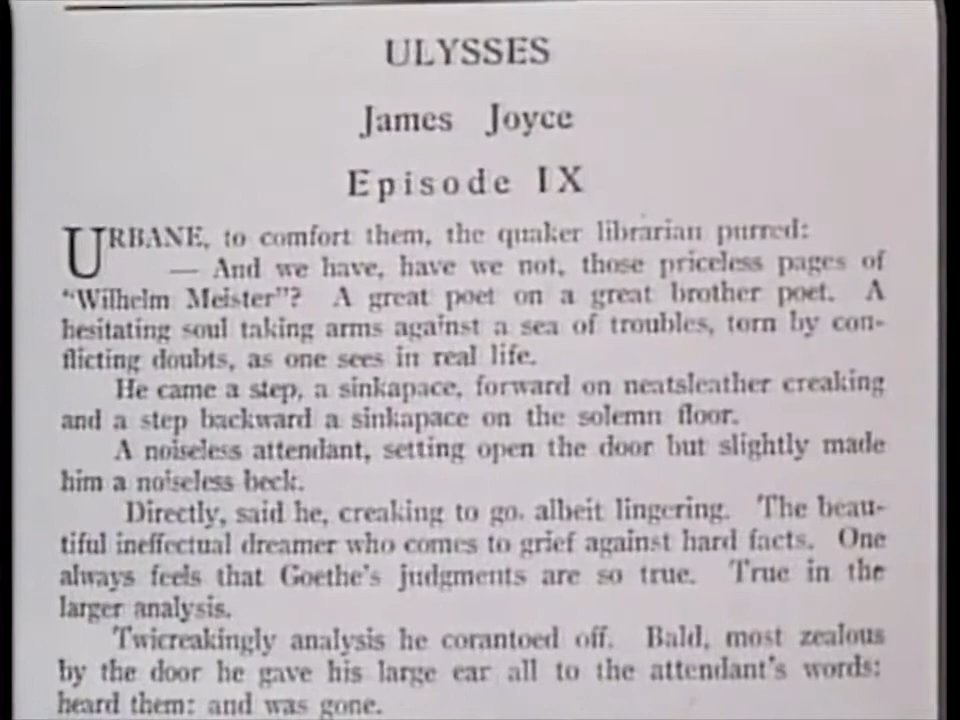 ULYSSES
James Joyce
Episode IX
URBANE, to comfort them, the quaker librarian purred:
— And we have, have we not, those priceless pages of
"Wilhelm Meister"? A great poet on a great brother poet. A
hesitating soul taking arms against a sea of troubles, torn by con-
flicting doubts, as one sees in real life.
He came a step, a sinkapace, forward on neatsleather creaking
and a step backward a sinkapace on the solemn floor.
A noiseless attendant, setting open the door but slightly made
him a noiseless beck.
Directly, said he, creaking to go. albeit lingering. The beau-
tiful ineffectual dreamer who comes to grief against hard facts. One
always feels that Goethe's judgments are so true. True in the
larger analysis.
Twicreakingly analysis he corantoed off. Bald, most zealous
by the door he gave his large ear all to the attendant's words:
heard them: and was gone.